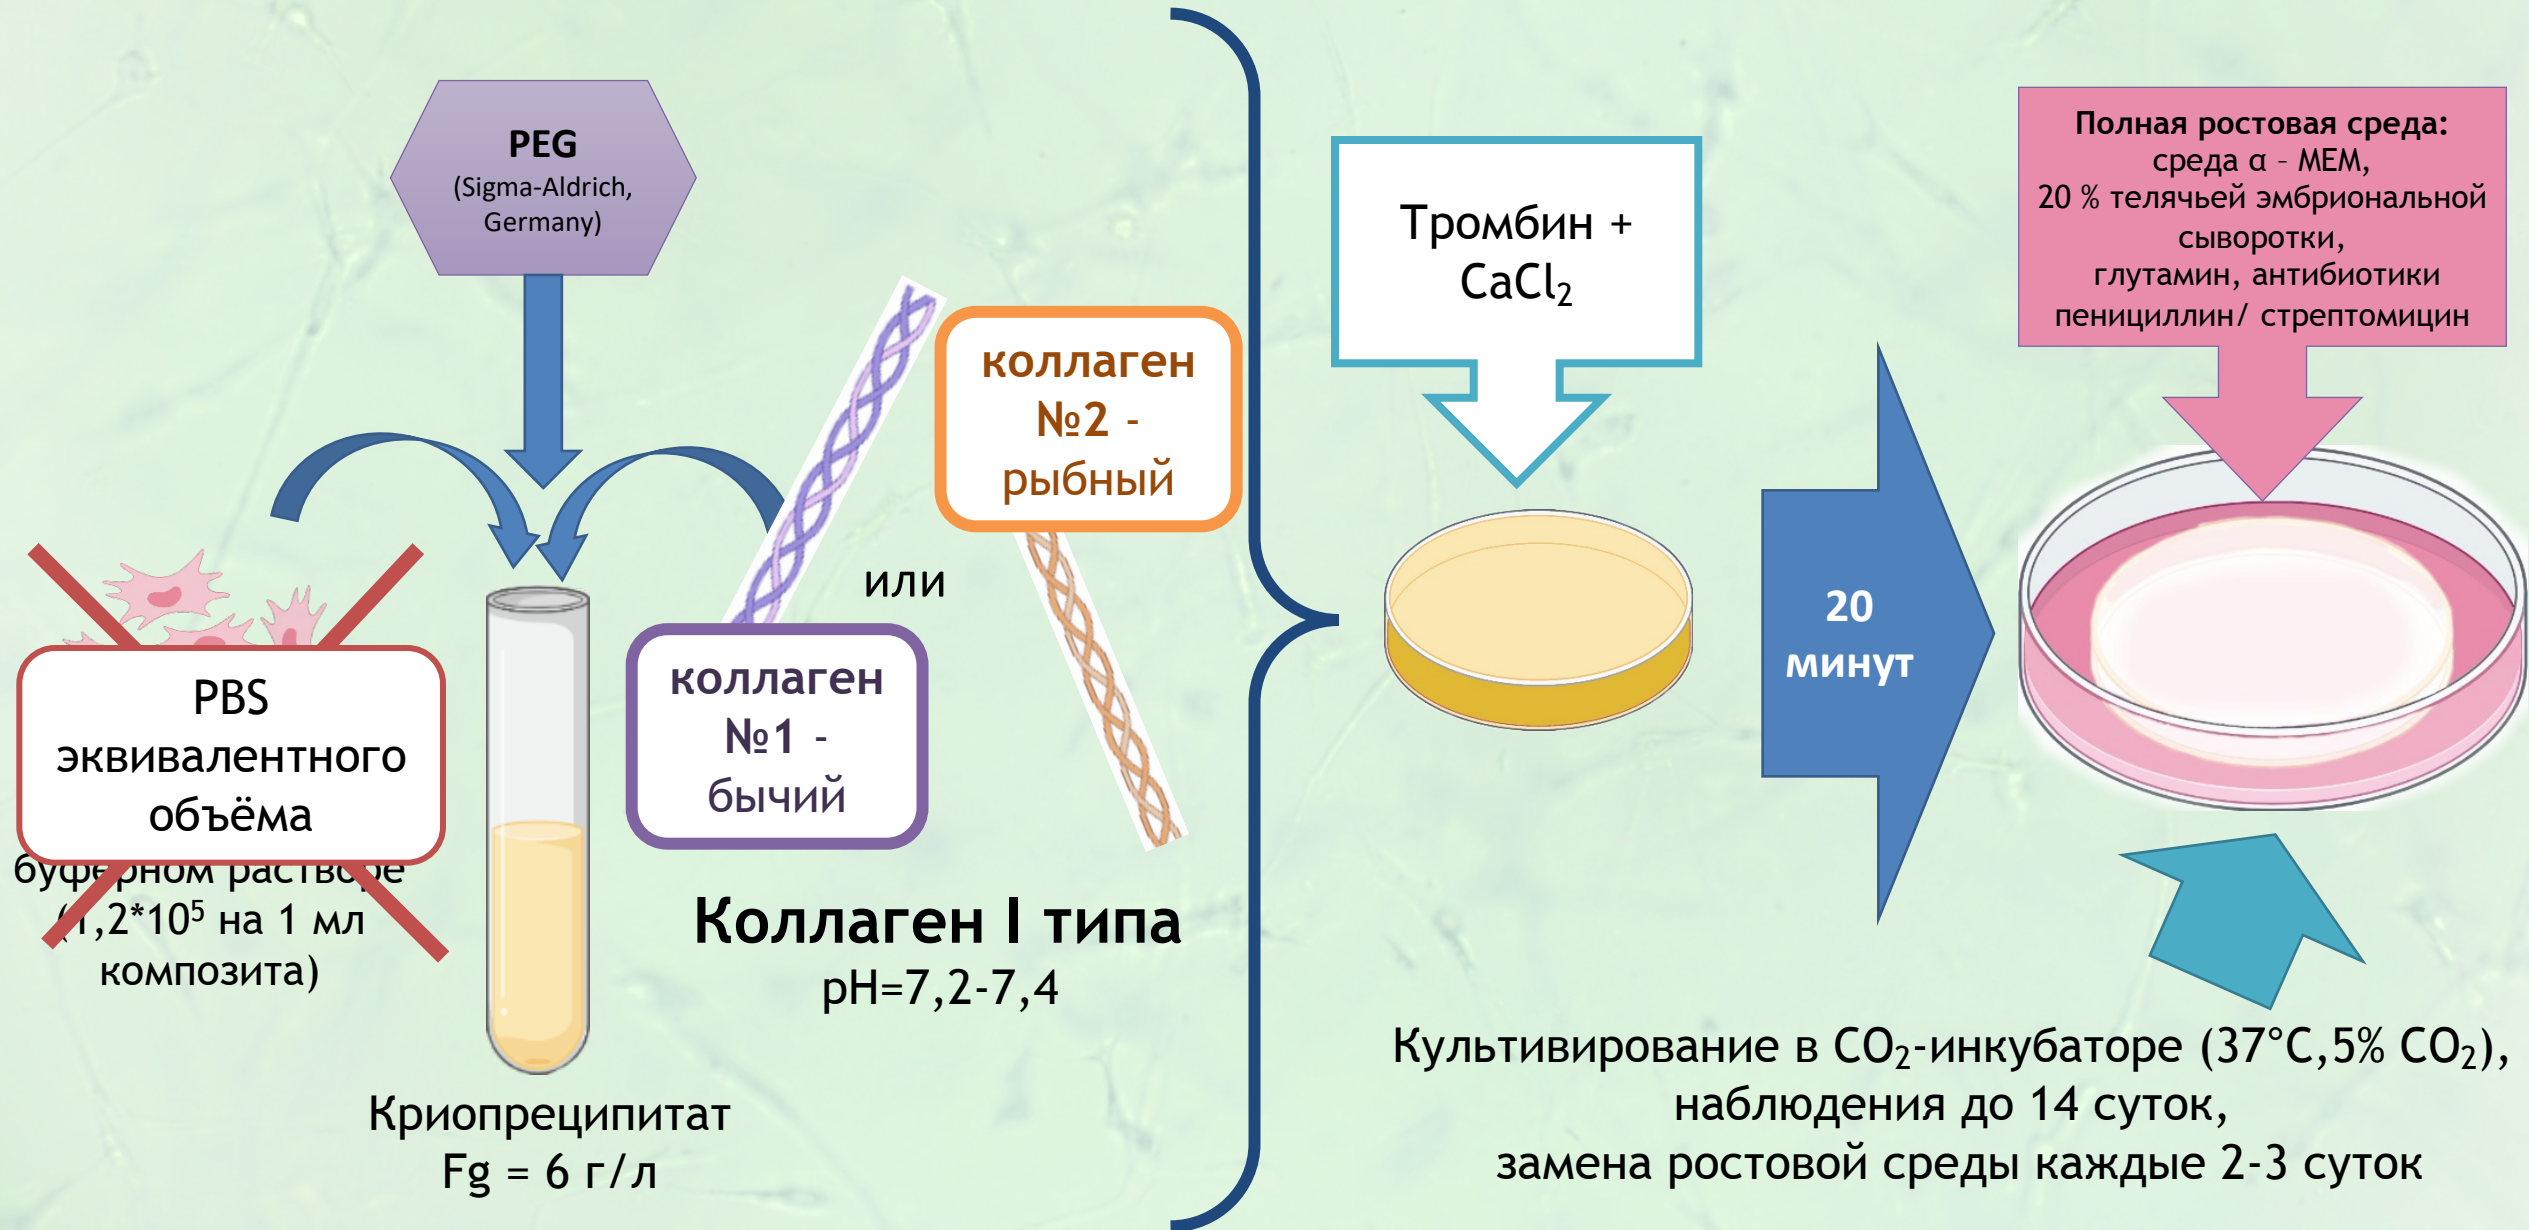 PEG
(Sigma-Aldrich,
Germany)
PBS
эквивалентного
объёма
буферном растворе
(1,2*10⁵ на 1 мл
композита)
Криопреципитат
Fg = 6 г/л
коллаген
№1 -
бычий
или
коллаген
№2 -
рыбный
Коллаген I типа
pH=7,2-7,4
Тромбин +
CaCl₂
20
минут
Полная ростовая среда:
среда α - МЕМ,
20 % телячьей эмбриональной
сыворотки,
глутамин, антибиотики
пенициллин/ стрептомицин
Культивирование в CO₂-инкубаторе (37°C,5% CO₂),
наблюдения до 14 суток,
замена ростовой среды каждые 2-3 суток